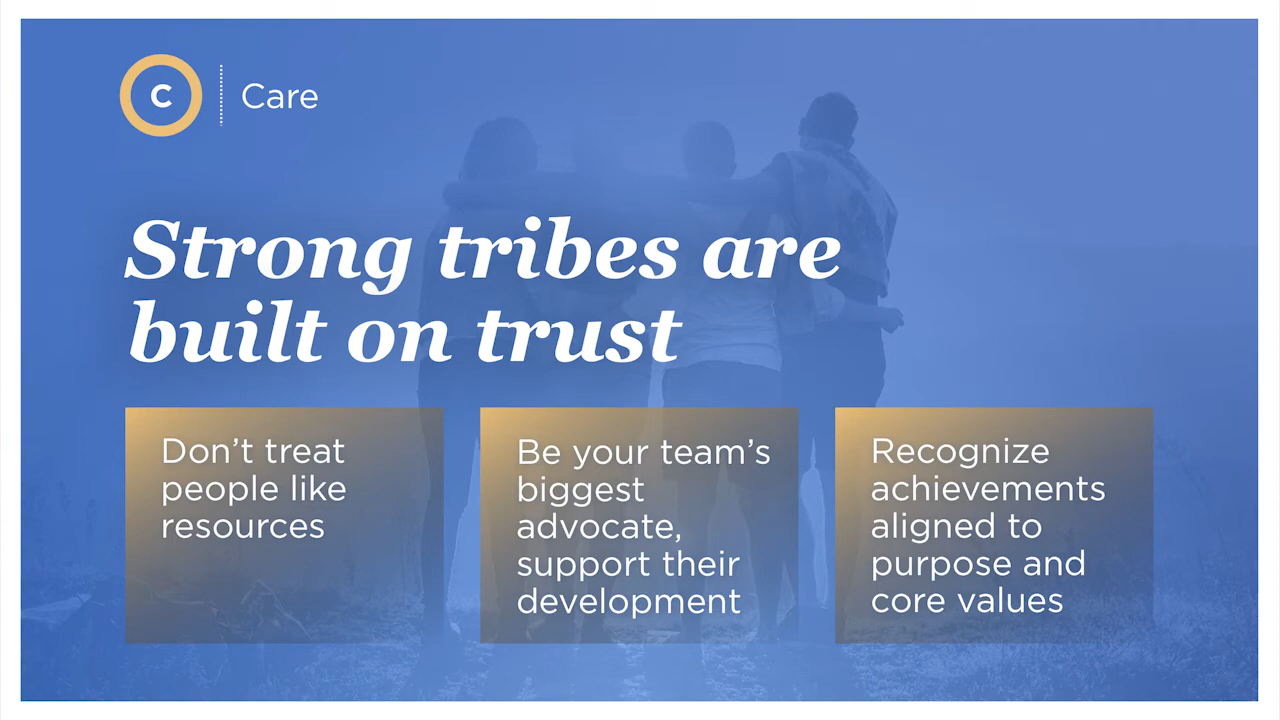 C
Care
Strong tribes are
built on trust
Don’t treat
people like
resources
Be your team’s
biggest
advocate,
support their
development
Recognize
achievements
aligned to
purpose and
core values